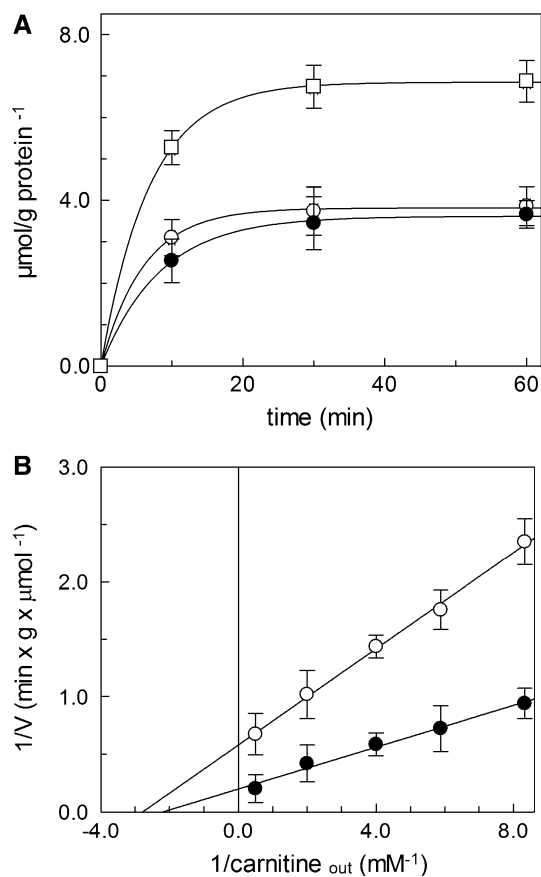 A
8.0
4.0
0.0
µmol/g protein -1
0 20 40 60
time (min)
B
3.0
2.0
1.0
0.0
1/V (min x g x µmol -1)
-4.0 0.0 4.0 8.0
1/carnitine out (mM-1)